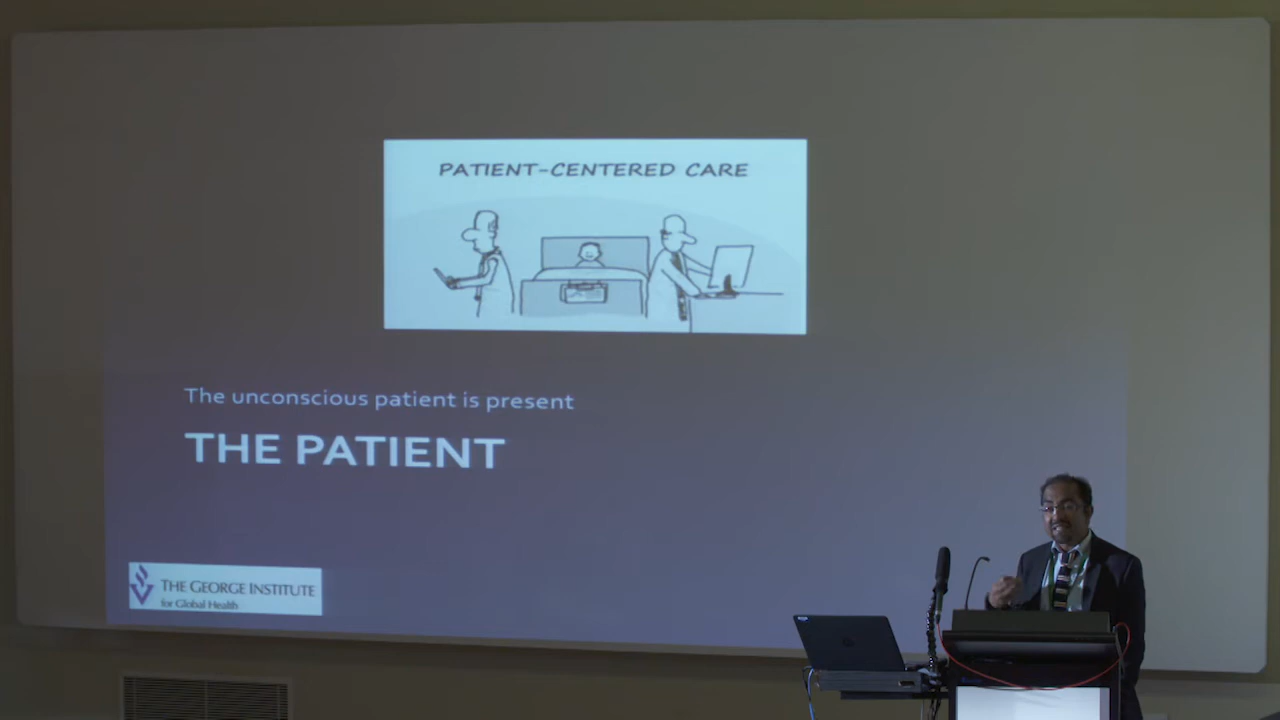 PATIENT-CENTERED CARE
The unconscious patient is present
THE PATIENT
THE GEORGE INSTITUTE
for Global Health